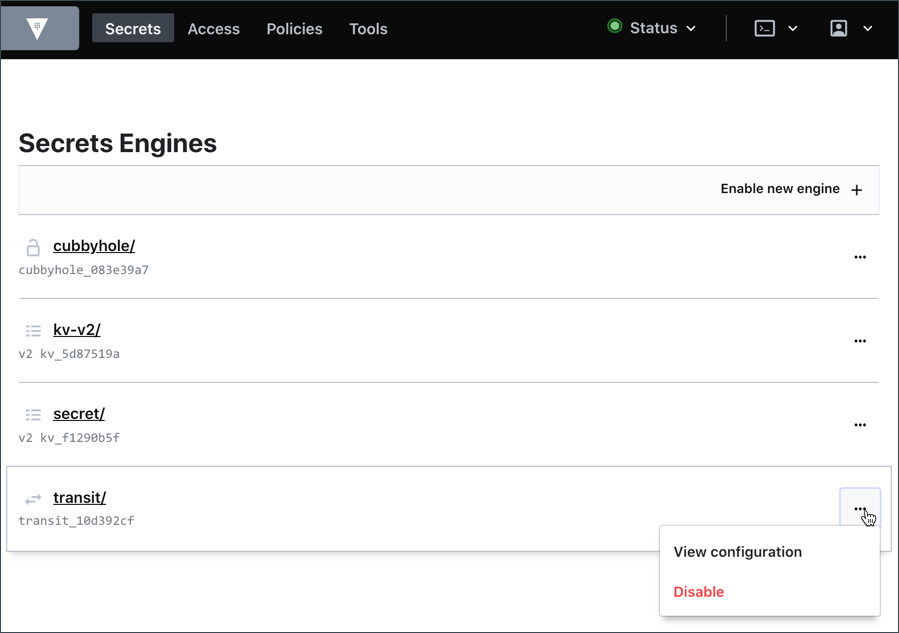 Secrets Access Policies Tools Status
Secrets Engines
Enable new engine
cubbyhole/
cubbyhole_083e39a7
kv-v2/
v2 kv_5d87519a
secret/
v2 kv_f1290b5f
transit/
transit_10d392cf
View configuration
Disable